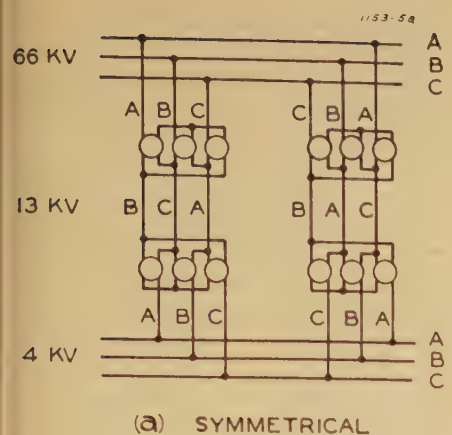 1153-5a
A
66 KV B
C
A B C C B A
13 KV B C A B A C
A B C C B A
A
4 KV B
C
(a) SYMMETRICAL